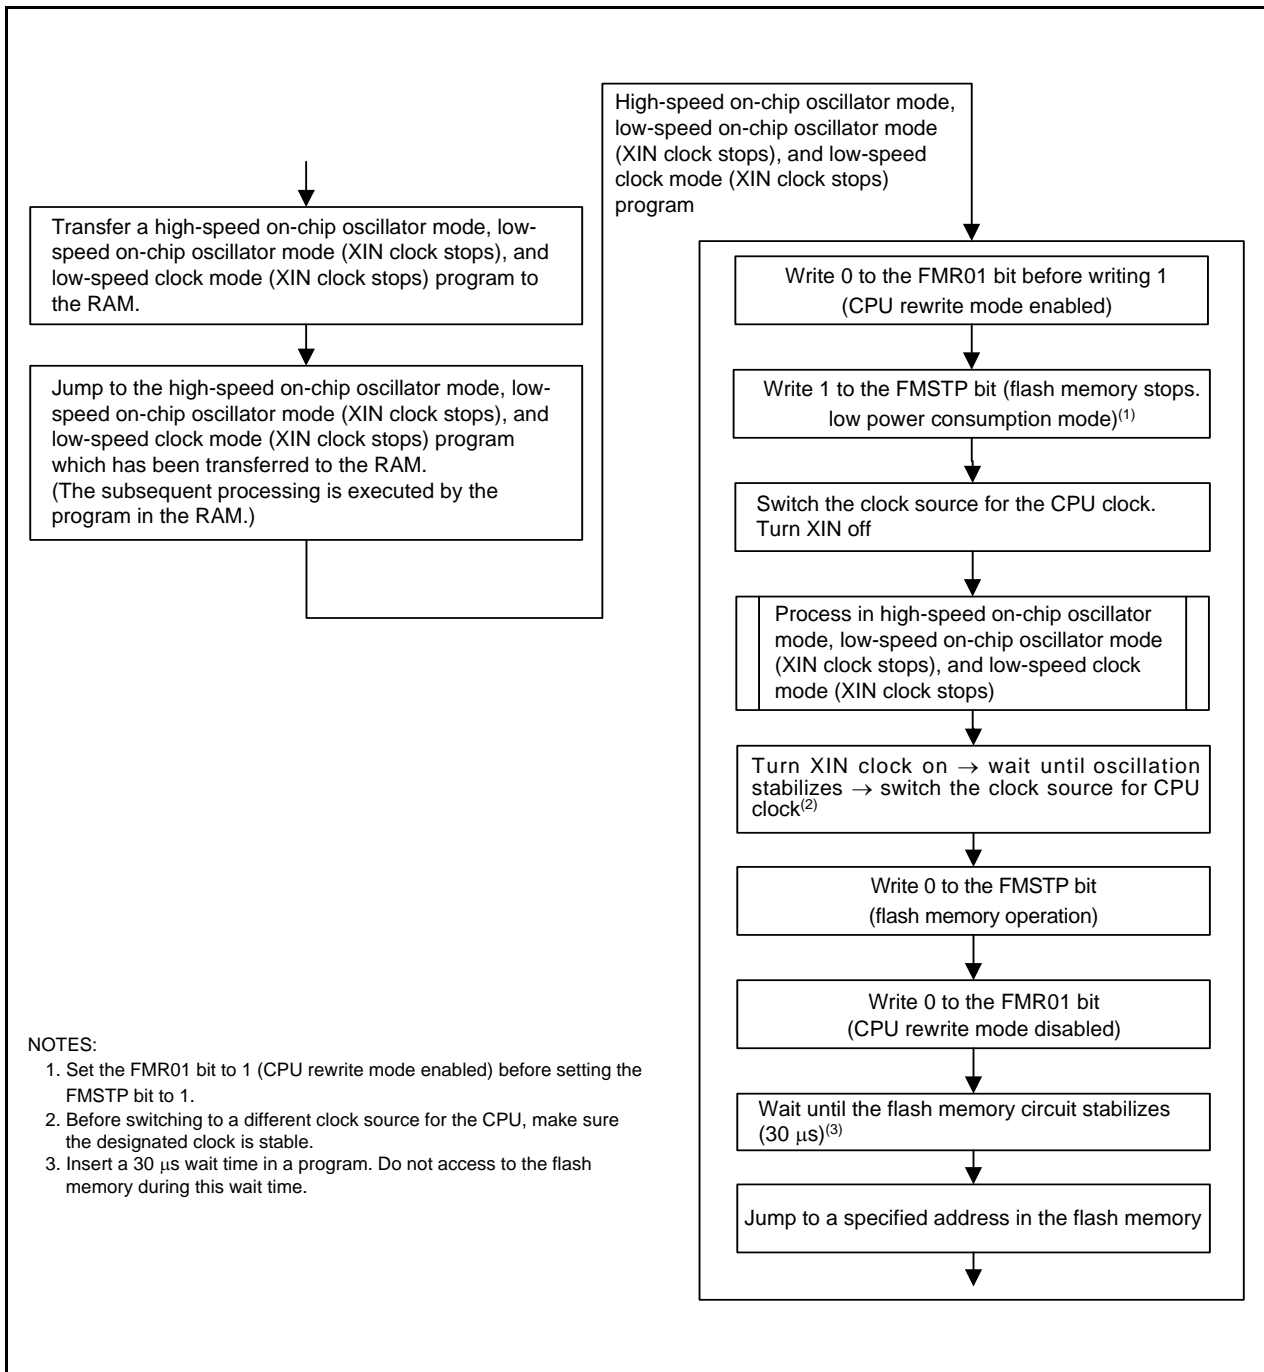 Transfer a high-speed on-chip oscillator mode, low-
speed on-chip oscillator mode (XIN clock stops), and
low-speed clock mode (XIN clock stops) program to
the RAM.
Jump to the high-speed on-chip oscillator mode, low-
speed on-chip oscillator mode (XIN clock stops), and
low-speed clock mode (XIN clock stops) program
which has been transferred to the RAM.
(The subsequent processing is executed by the
program in the RAM.)
High-speed on-chip oscillator mode,
low-speed on-chip oscillator mode
(XIN clock stops), and low-speed
clock mode (XIN clock stops)
program
Write 0 to the FMR01 bit before writing 1
(CPU rewrite mode enabled)
Write 1 to the FMSTP bit (flash memory stops.
low power consumption mode)(1)
Switch the clock source for the CPU clock.
Turn XIN off
Process in high-speed on-chip oscillator
mode, low-speed on-chip oscillator mode
(XIN clock stops), and low-speed clock
mode (XIN clock stops)
Turn XIN clock on → wait until oscillation
stabilizes → switch the clock source for CPU
clock(2)
Write 0 to the FMSTP bit
(flash memory operation)
Write 0 to the FMR01 bit
(CPU rewrite mode disabled)
Wait until the flash memory circuit stabilizes
(30 μs)(3)
Jump to a specified address in the flash memory
NOTES:
1. Set the FMR01 bit to 1 (CPU rewrite mode enabled) before setting the
FMSTP bit to 1.
2. Before switching to a different clock source for the CPU, make sure
the designated clock is stable.
3. Insert a 30 μs wait time in a program. Do not access to the flash
memory during this wait time.